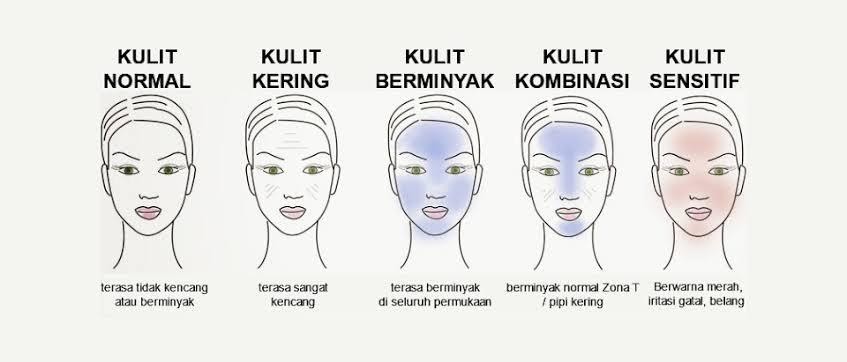 KULIT
NORMAL
KULIT
KERING
KULIT
BERMINYAK
KULIT
KOMBINASI
KULIT
SENSITIF
terasa tidak kencang
atau berminyak
terasa sangat
kencang
terasa berminyak
di seluruh permukaan
berminyak normal Zona T
/ pipi kering
Berwarna merah,
iritasi gatal, belang